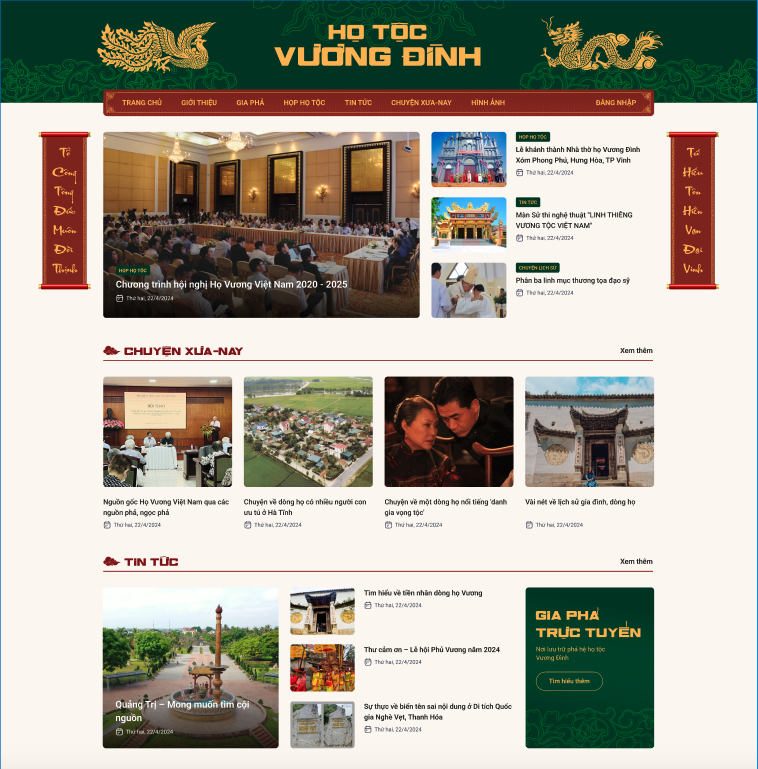 HỌ TỘC
VƯƠNG ĐÌNH
TRANG CHỦ GIỚI THIỆU GIA PHẢ HỌP HỌ TỘC TIN TỨC CHUYỆN XƯA-NAY HÌNH ẢNH ĐĂNG NHẬP
Tổ
Công
Tông
Đức
Muôn
Đời
Thịnh
HỌP HỌ TỘC
Chương trình hội nghị Họ Vương Việt Nam 2020 - 2025
Thứ hai, 22/4/2024
HỌP HỌ TỘC
Lễ khánh thành Nhà thờ họ Vương Đình
Xóm Phong Phú, Hưng Hòa, TP Vinh
Thứ hai, 22/4/2024
TIN TỨC
Màn Sử thi nghệ thuật "LINH THIÊNG
VƯƠNG TỘC VIỆT NAM"
Thứ hai, 22/4/2024
CHUYỆN LỊCH SỬ
Phản ba linh mục thương tọa đạo sỹ
Thứ hai, 22/4/2024
Tử
Hiếu
Tôn
Hiền
Vạn
Đại
Vinh
CHUYỆN XƯA-NAY
Xem thêm
Nguồn gốc Họ Vương Việt Nam qua các
nguồn phả, ngọc phả
Thứ hai, 22/4/2024
Chuyện về dòng họ có nhiều người con
ưu tú ở Hà Tĩnh
Thứ hai, 22/4/2024
Chuyện về một dòng họ nổi tiếng 'danh
gia vọng tộc'
Thứ hai, 22/4/2024
Vài nét về lịch sử gia đình, dòng họ
Thứ hai, 22/4/2024
TIN TỨC
Xem thêm
Quảng Trị – Mong muốn tìm cội
nguồn
Thứ hai, 22/4/2024
Tìm hiểu về tiền nhân dòng họ Vương
Thứ hai, 22/4/2024
Thư cảm ơn – Lễ hội Phủ Vương năm 2024
Thứ hai, 22/4/2024
Sự thực về biển tên sai nội dung ở Di tích Quốc
gia Nghè Vẹt, Thanh Hóa
Thứ hai, 22/4/2024
GIA PHẢ
TRỰC TUYẾN
Nơi lưu trữ phả hệ họ tộc
Vương Đình
Tìm hiểu thêm